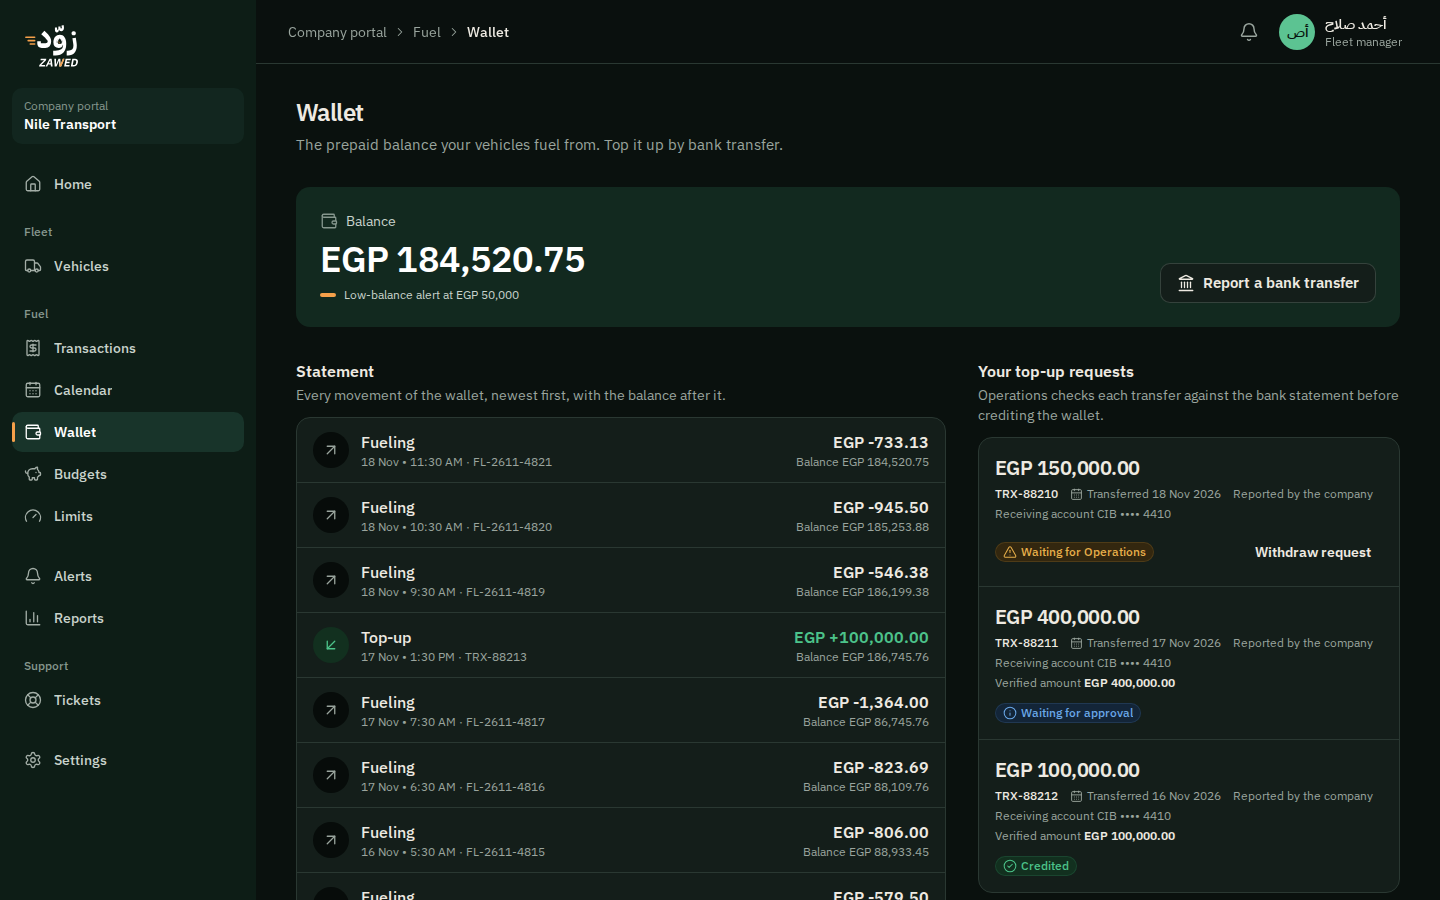 زوّد
ZAWED
Company portal
Nile Transport
Home
Fleet
Vehicles
Fuel
Transactions
Calendar
Wallet
Budgets
Limits
Alerts
Reports
Support
Tickets
Settings
Company portal > Fuel > Wallet
أص
أحمد صلاح
Fleet manager
Wallet
The prepaid balance your vehicles fuel from. Top it up by bank transfer.
Balance
EGP 184,520.75
Low-balance alert at EGP 50,000
Report a bank transfer
Statement
Every movement of the wallet, newest first, with the balance after it.
Fueling EGP -733.13
18 Nov • 11:30 AM · FL-2611-4821 Balance EGP 184,520.75
Fueling EGP -945.50
18 Nov • 10:30 AM · FL-2611-4820 Balance EGP 185,253.88
Fueling EGP -546.38
18 Nov • 9:30 AM · FL-2611-4819 Balance EGP 186,199.38
Top-up EGP +100,000.00
17 Nov • 1:30 PM · TRX-88213 Balance EGP 186,745.76
Fueling EGP -1,364.00
17 Nov • 7:30 AM · FL-2611-4817 Balance EGP 86,745.76
Fueling EGP -823.69
17 Nov • 6:30 AM · FL-2611-4816 Balance EGP 88,109.76
Fueling EGP -806.00
16 Nov • 5:30 AM · FL-2611-4815 Balance EGP 88,933.45
Fueling EGP -579.50
Your top-up requests
Operations checks each transfer against the bank statement before
crediting the wallet.
EGP 150,000.00
TRX-88210 Transferred 18 Nov 2026 Reported by the company
Receiving account CIB •••• 4410
Waiting for Operations Withdraw request
EGP 400,000.00
TRX-88211 Transferred 17 Nov 2026 Reported by the company
Receiving account CIB •••• 4410
Verified amount EGP 400,000.00
Waiting for approval
EGP 100,000.00
TRX-88212 Transferred 16 Nov 2026 Reported by the company
Receiving account CIB •••• 4410
Verified amount EGP 100,000.00
Credited